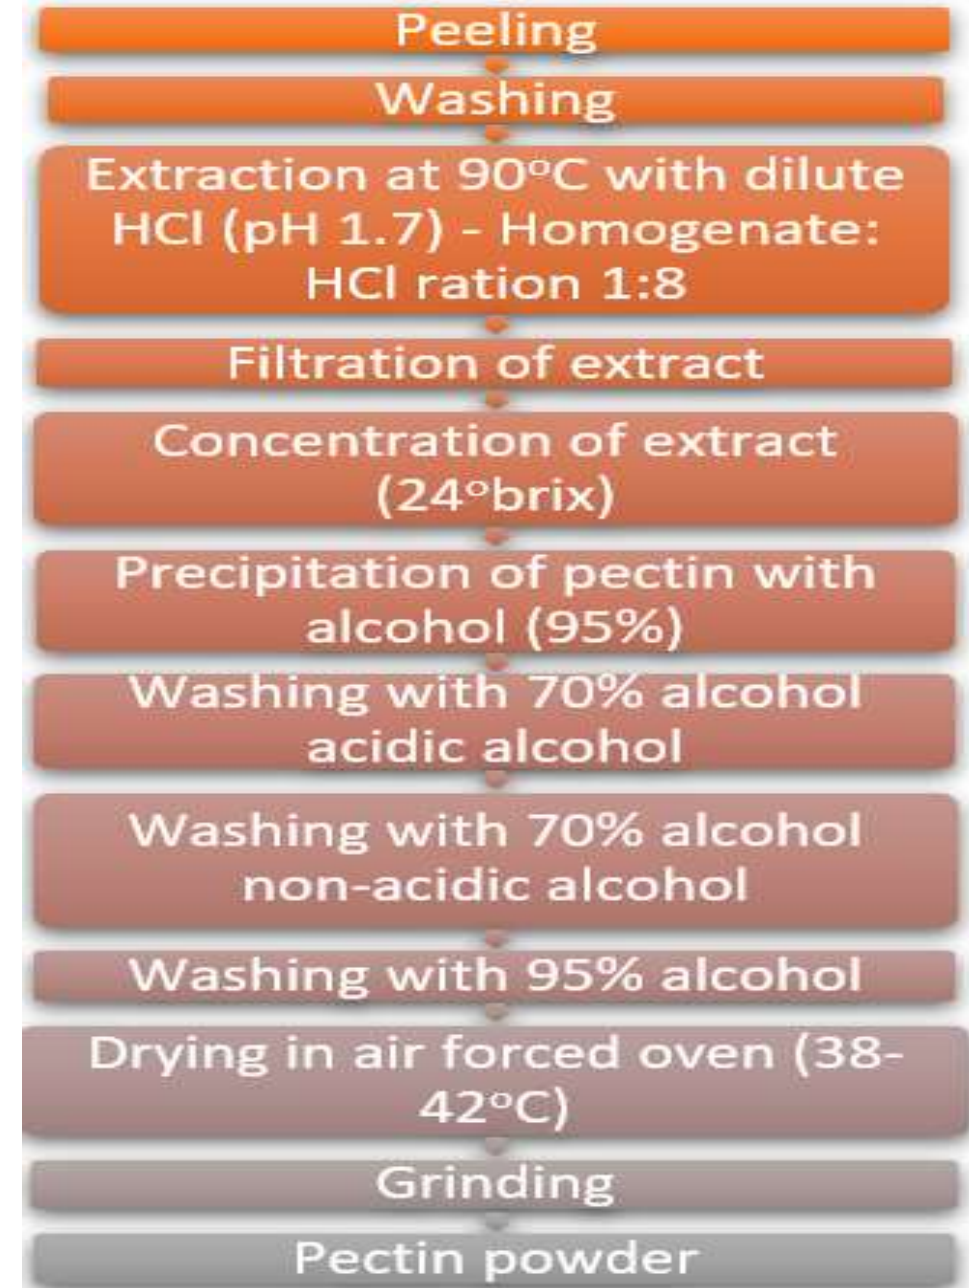 Peeling
Washing
Extraction at 90°C with dilute
HCl (pH 1.7) - Homogenate:
HCl ration 1:8
Filtration of extract
Concentration of extract
(24°brix)
Precipitation of pectin with
alcohol (95%)
Washing with 70% alcohol
acidic alcohol
Washing with 70% alcohol
non-acidic alcohol
Washing with 95% alcohol
Drying in air forced oven (38-
42°C)
Grinding
Pectin powder